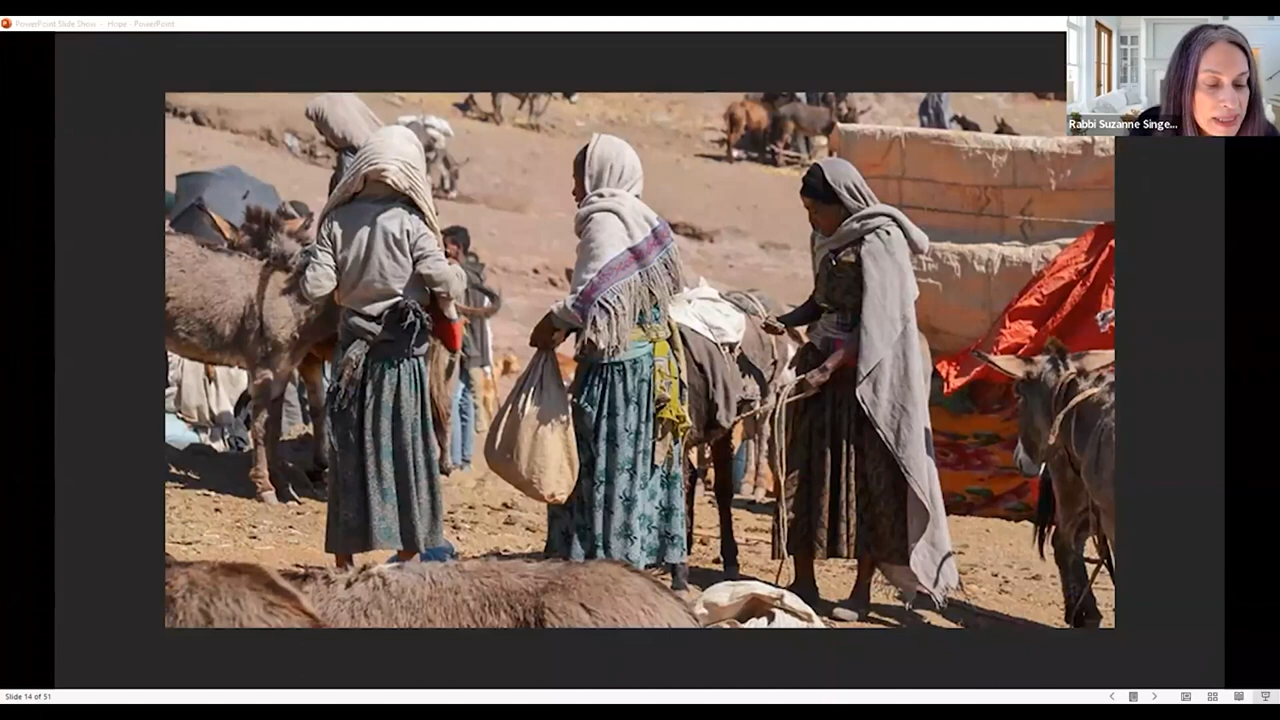 PowerPoint Slide Show - Hope - PowerPoint
Rabbi Suzanne Singe...
Slide 14 of 51